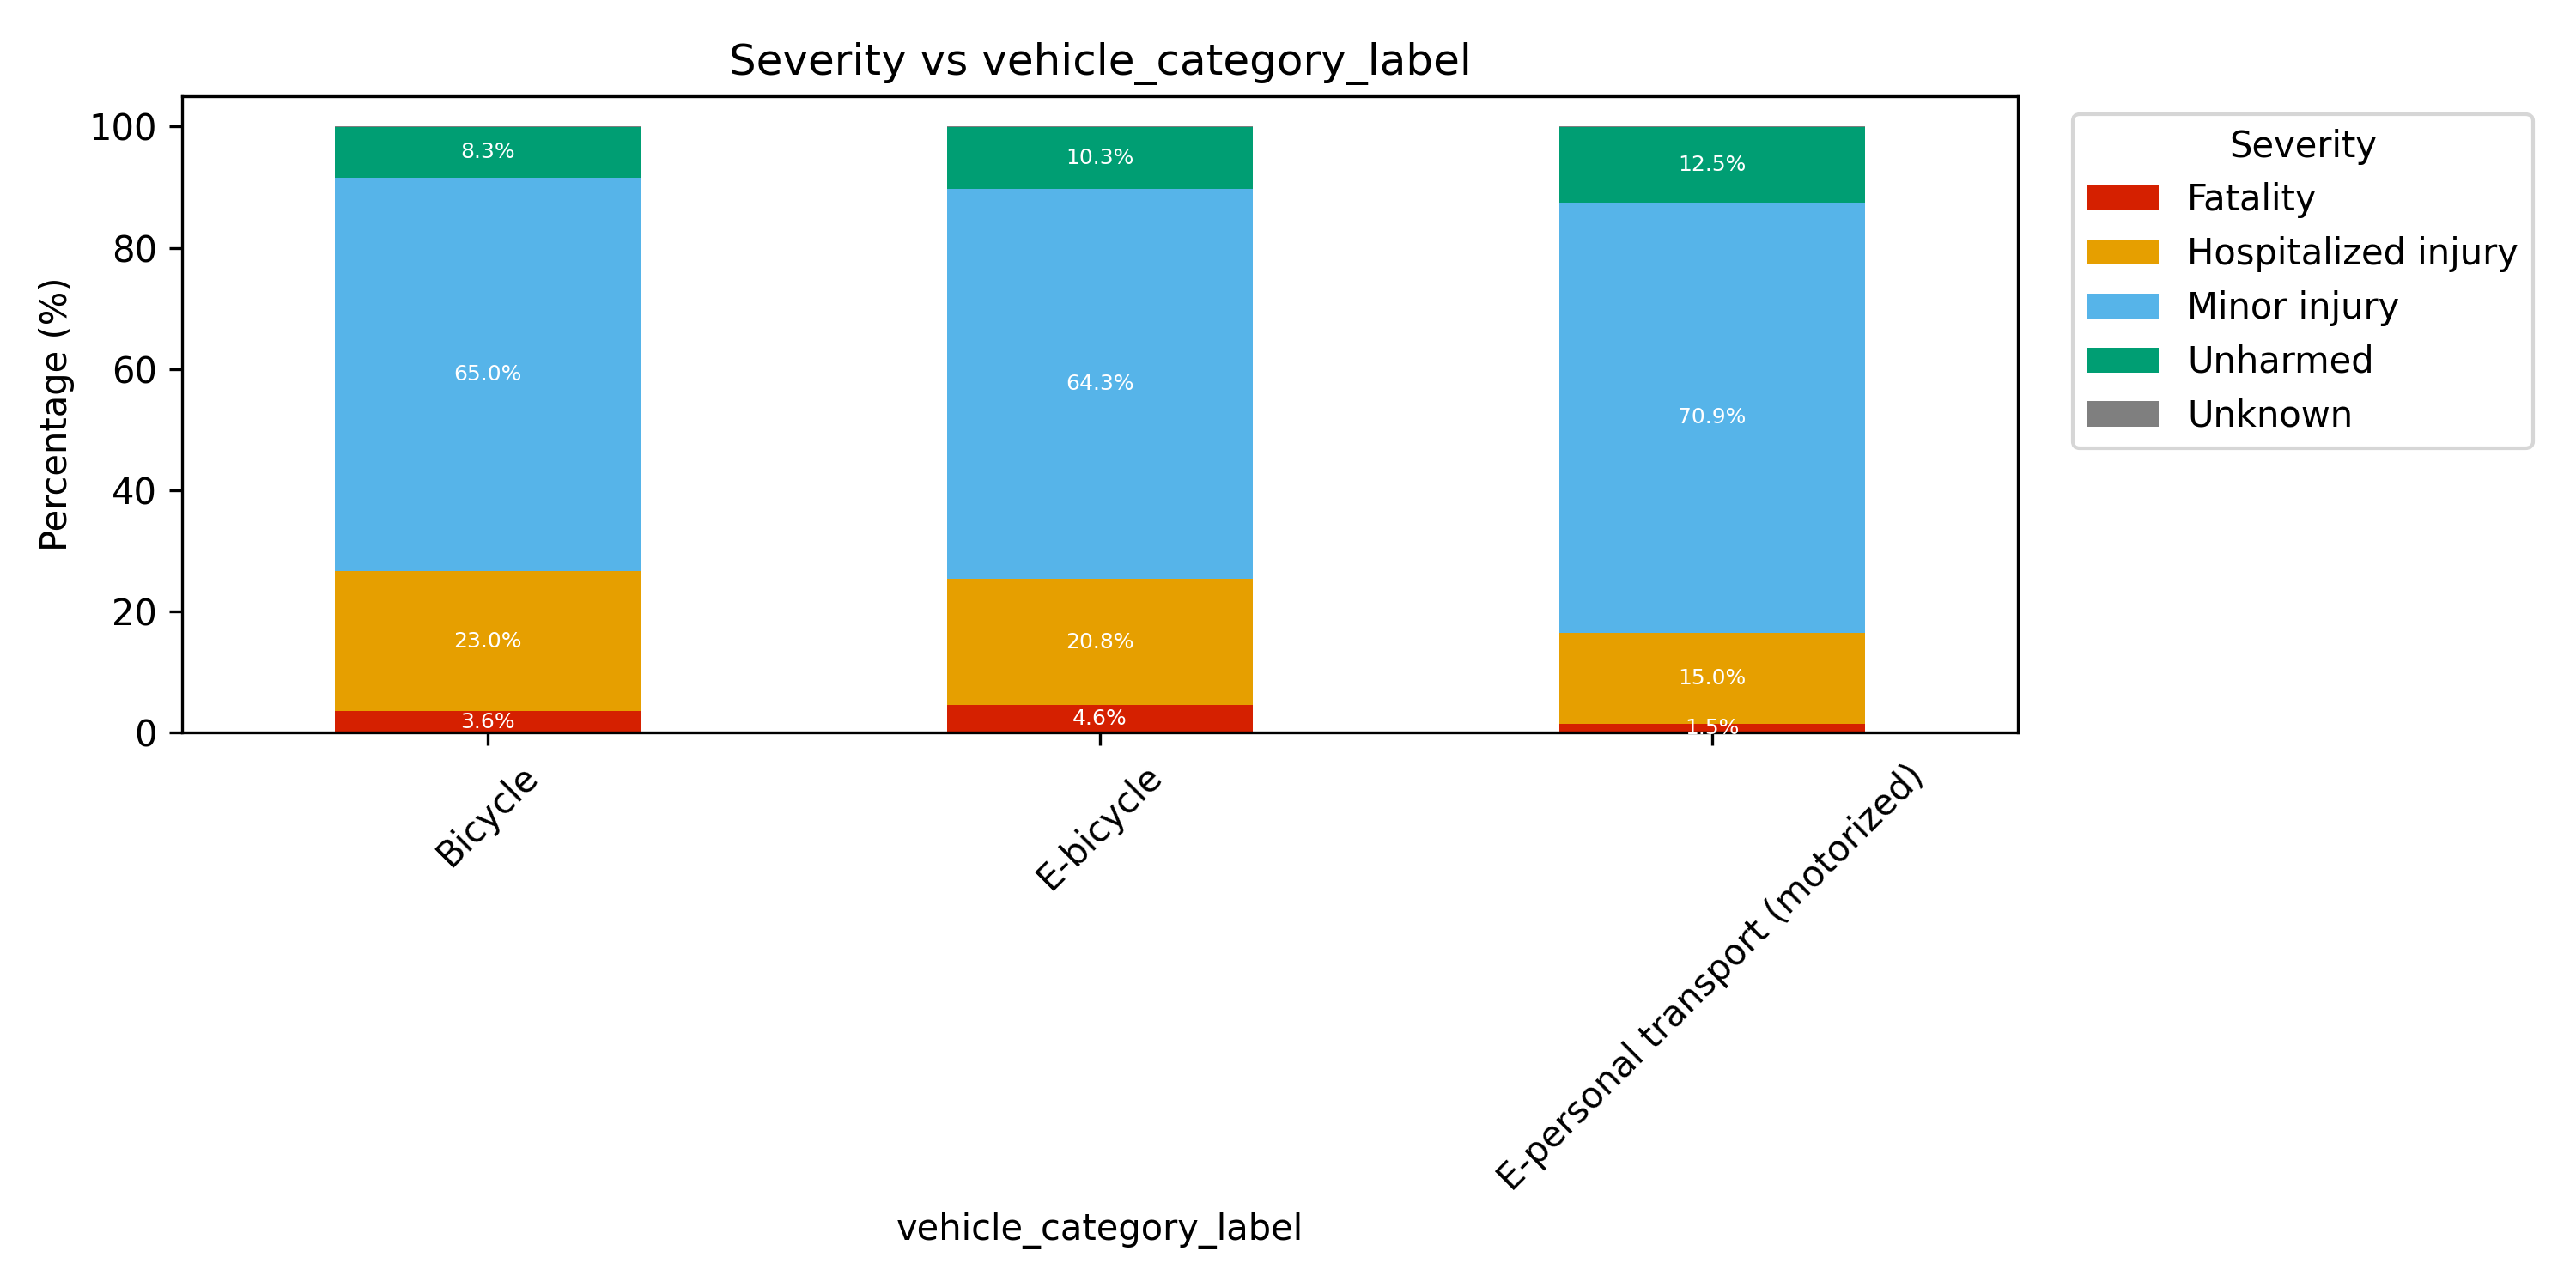 Severity vs vehicle_category_label
Percentage (%)
100
80
60
40
20
0
8.3%
65.0%
23.0%
3.6%
10.3%
64.3%
20.8%
4.6%
12.5%
70.9%
15.0%
1.5%
Bicycle
E-bicycle
E-personal transport (motorized)
vehicle_category_label
Severity
Fatality
Hospitalized injury
Minor injury
Unharmed
Unknown